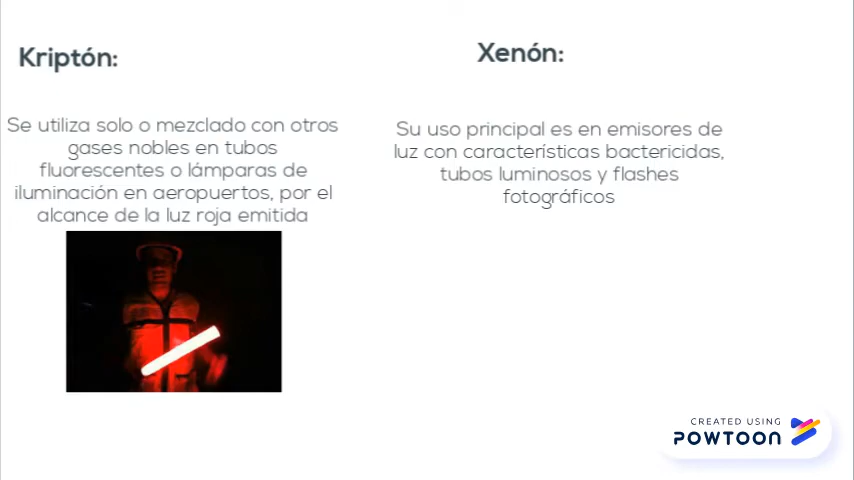 Kriptón:
Se utiliza solo o mezclado con otros
gases nobles en tubos
fluorescentes o lámparas de
iluminación en aeropuertos, por el
alcance de la luz roja emitida
Xenón:
Su uso principal es en emisores de
luz con características bactericidas,
tubos luminosos y flashes
fotográficos
CREATED USING
POWTOON